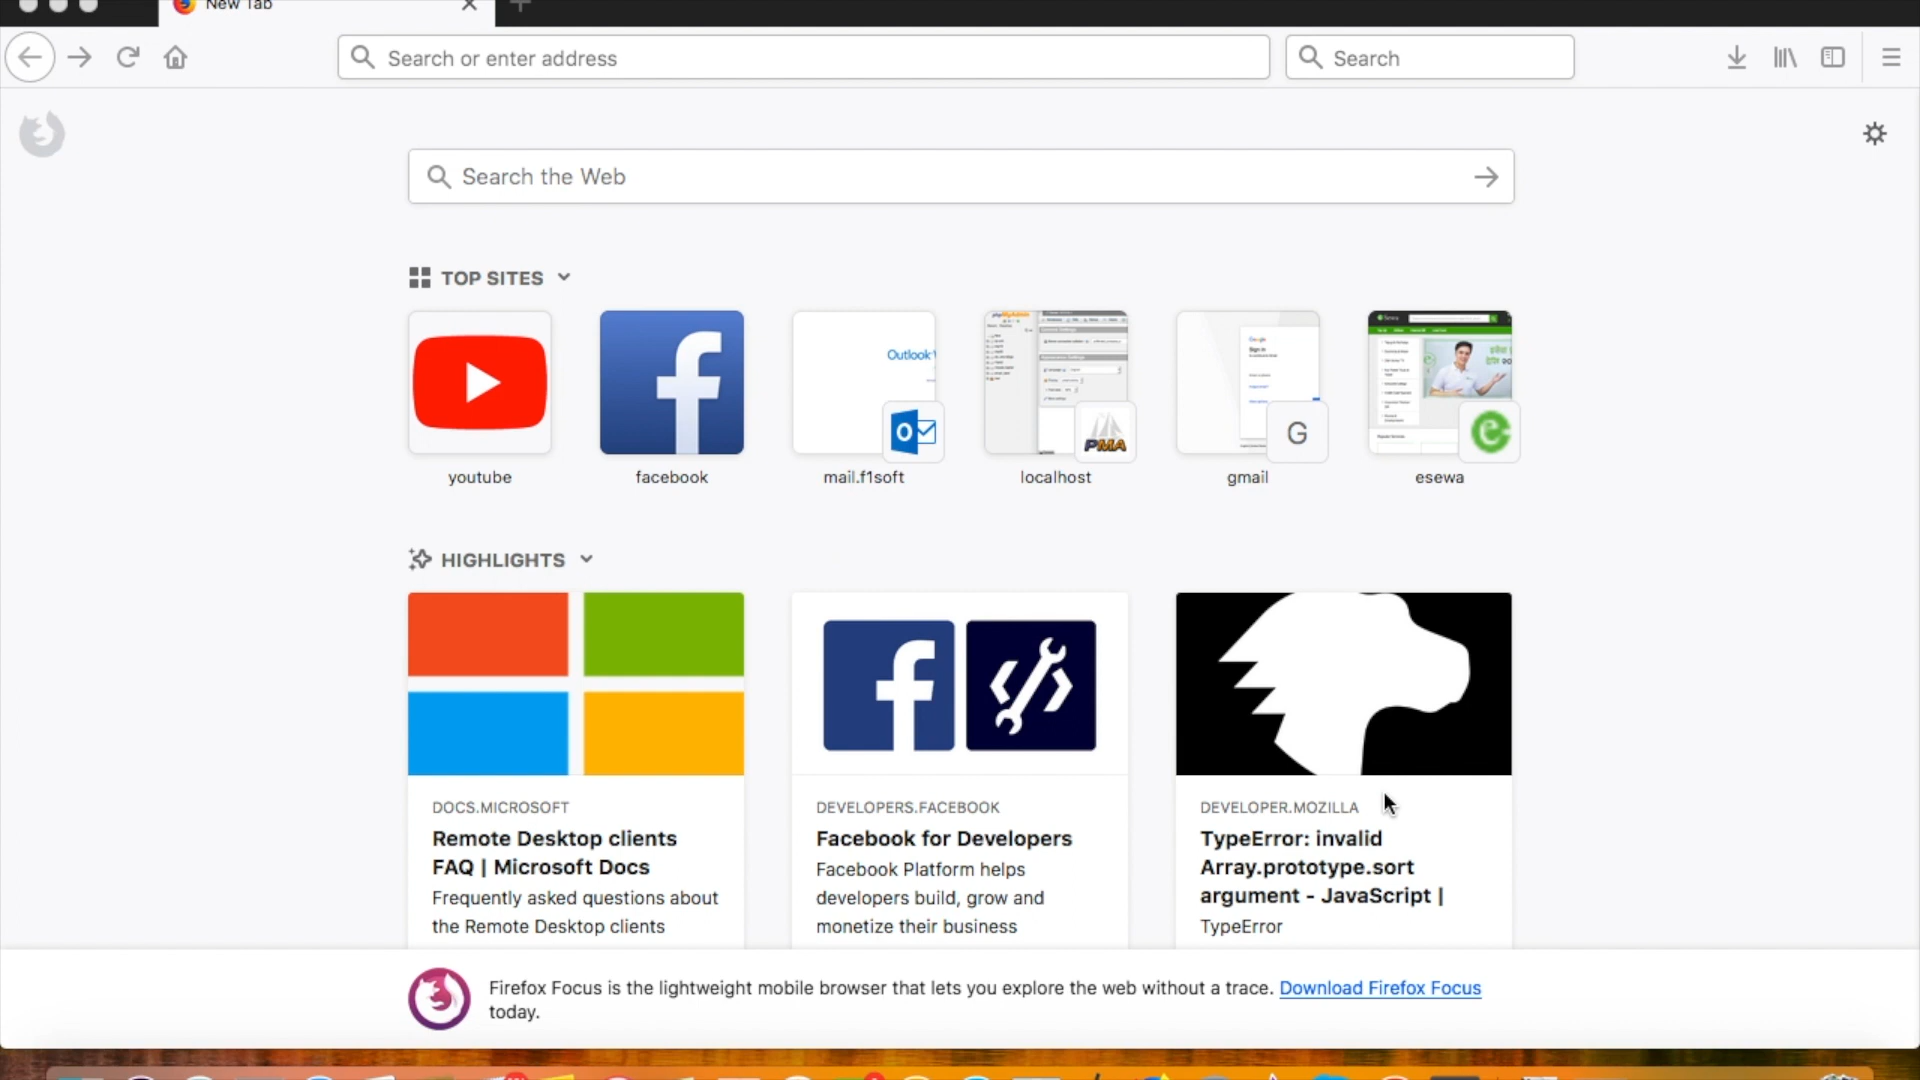 New Tab
Search or enter address
Search
Search the Web
TOP SITES
Outlook
PMA
G
youtube
facebook
mail.f1soft
localhost
gmail
esewa
HIGHLIGHTS
DOCS.MICROSOFT
Remote Desktop clients
FAQ | Microsoft Docs
Frequently asked questions about
the Remote Desktop clients
DEVELOPERS.FACEBOOK
Facebook for Developers
Facebook Platform helps
developers build, grow and
monetize their business
DEVELOPER.MOZILLA
TypeError: invalid
Array.prototype.sort
argument - JavaScript |
TypeError
Firefox Focus is the lightweight mobile browser that lets you explore the web without a trace. Download Firefox Focus
today.